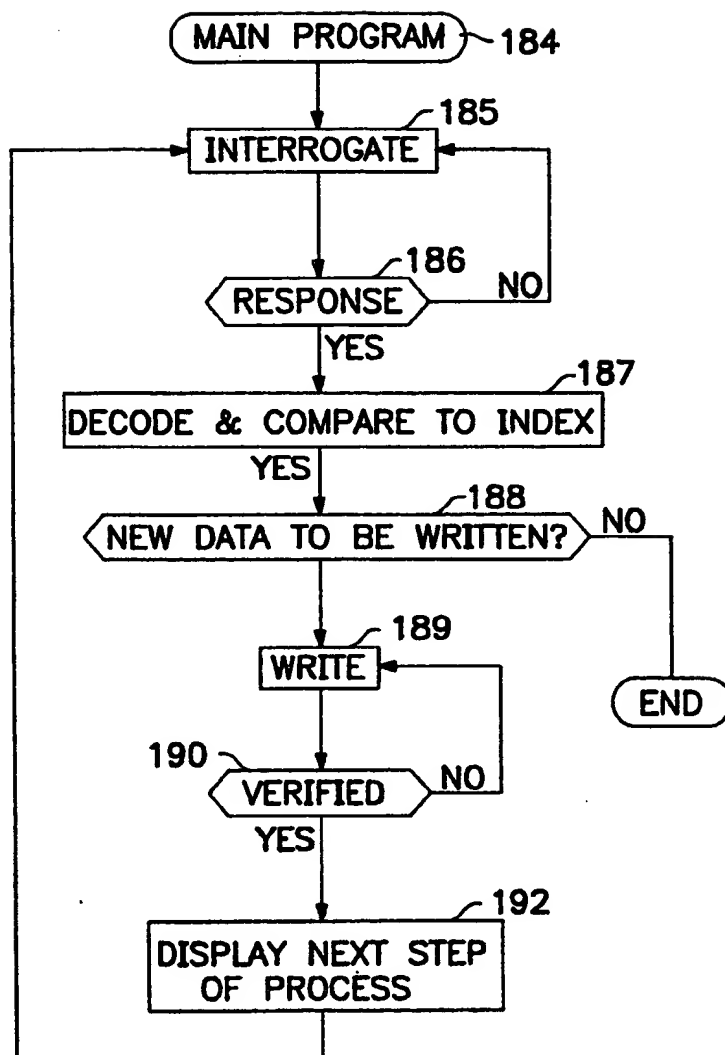 MAIN PROGRAM 184
185
INTERROGATE
186
RESPONSE NO
YES
187
DECODE & COMPARE TO INDEX
YES
188
NEW DATA TO BE WRITTEN? NO
189
WRITE
END
190
VERIFIED NO
YES
192
DISPLAY NEXT STEP
OF PROCESS